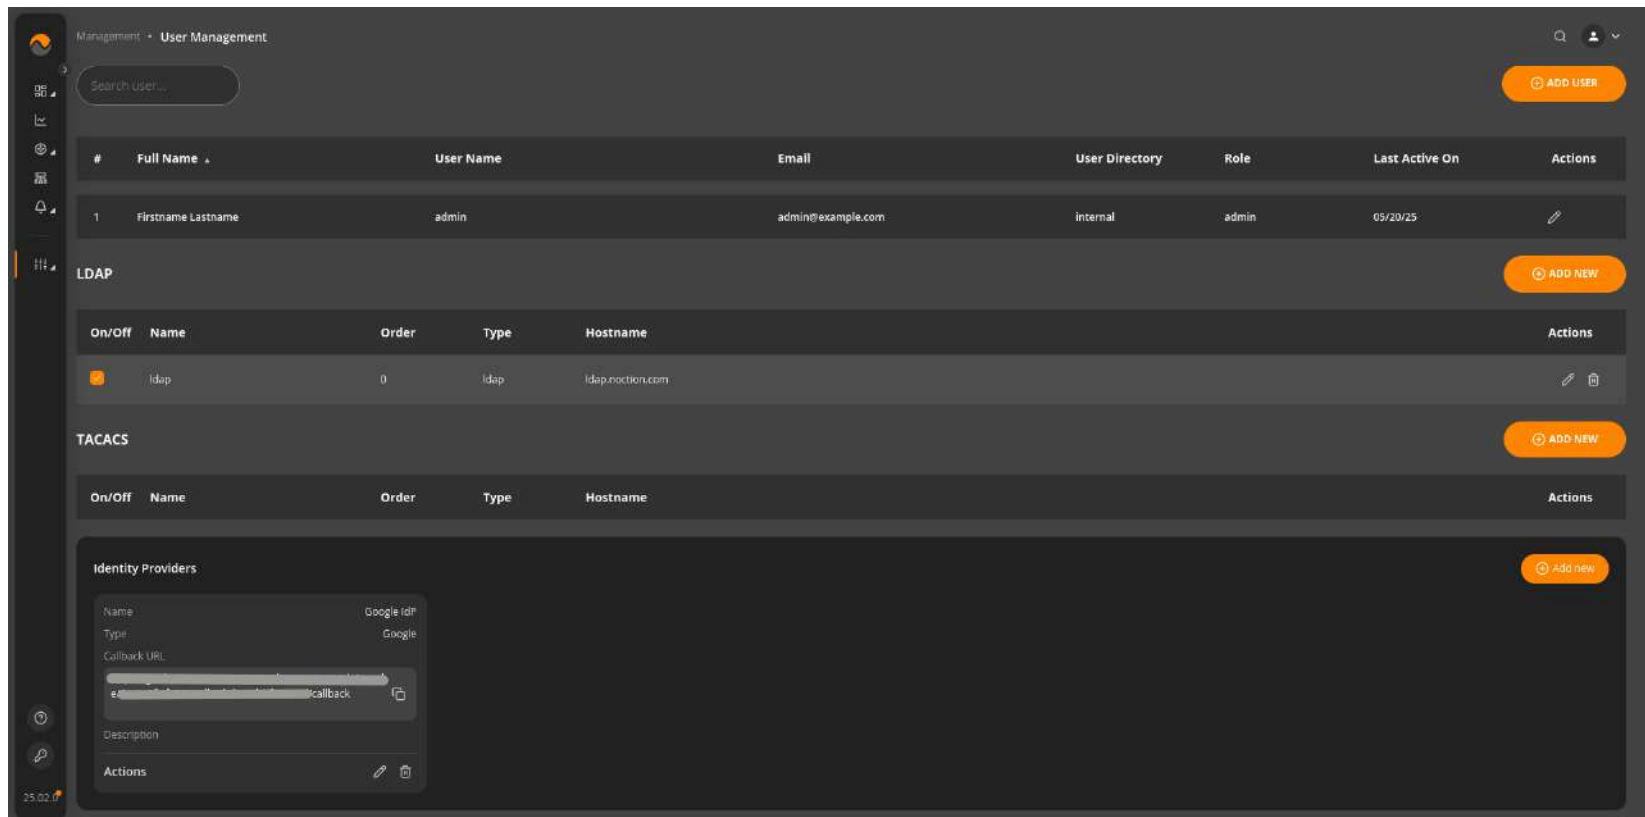 Management • User Management
Search user...
ADD USER
# Full Name User Name Email User Directory Role Last Active On Actions
1 Firstname Lastname admin admin@example.com internal admin 05/20/25
LDAP
ADD NEW
On/Off Name Order Type Hostname Actions
ldap 0 ldap ldap.noction.com
TACACS
ADD NEW
On/Off Name Order Type Hostname Actions
Identity Providers
Add new
Name Google IdP
Type Google
Callback URL
/callback
Description
Actions
25.02.0